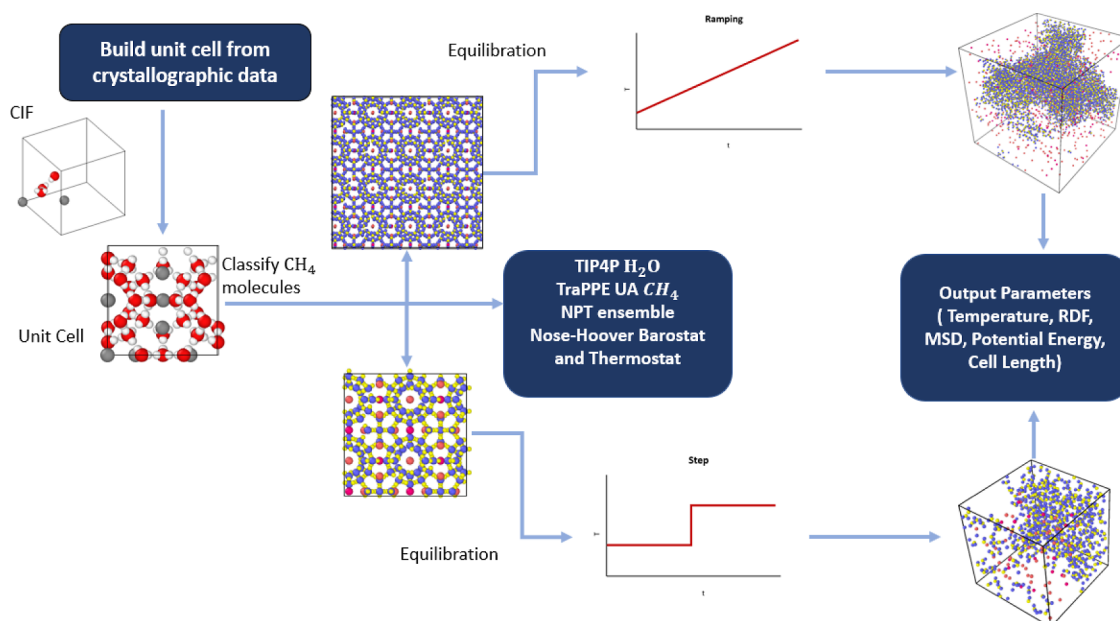 Build unit cell from
crystallographic data
CIF
Unit Cell
Classify CH₄
molecules
Equilibration
Ramping
T
t
TIP4P H₂O
TraPPE UA CH₄
NPT ensemble
Nose-Hoover Barostat
and Thermostat
Equilibration
Step
T
t
Output Parameters
( Temperature, RDF,
MSD, Potential Energy,
Cell Length)